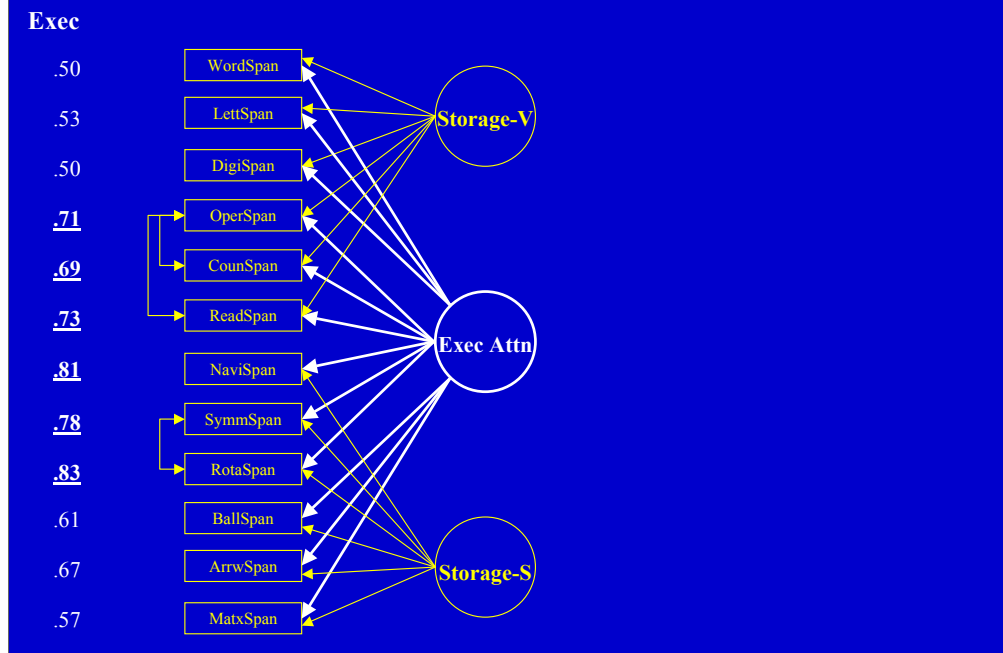 Exec
.50 WordSpan
Storage-V
.53 LettSpan
.50 DigiSpan
.71 OperSpan
.69 CounSpan
.73 ReadSpan
Exec Attn
.81 NaviSpan
.78 SymmSpan
.83 RotaSpan
.61 BallSpan
.67 ArrwSpan
Storage-S
.57 MatxSpan